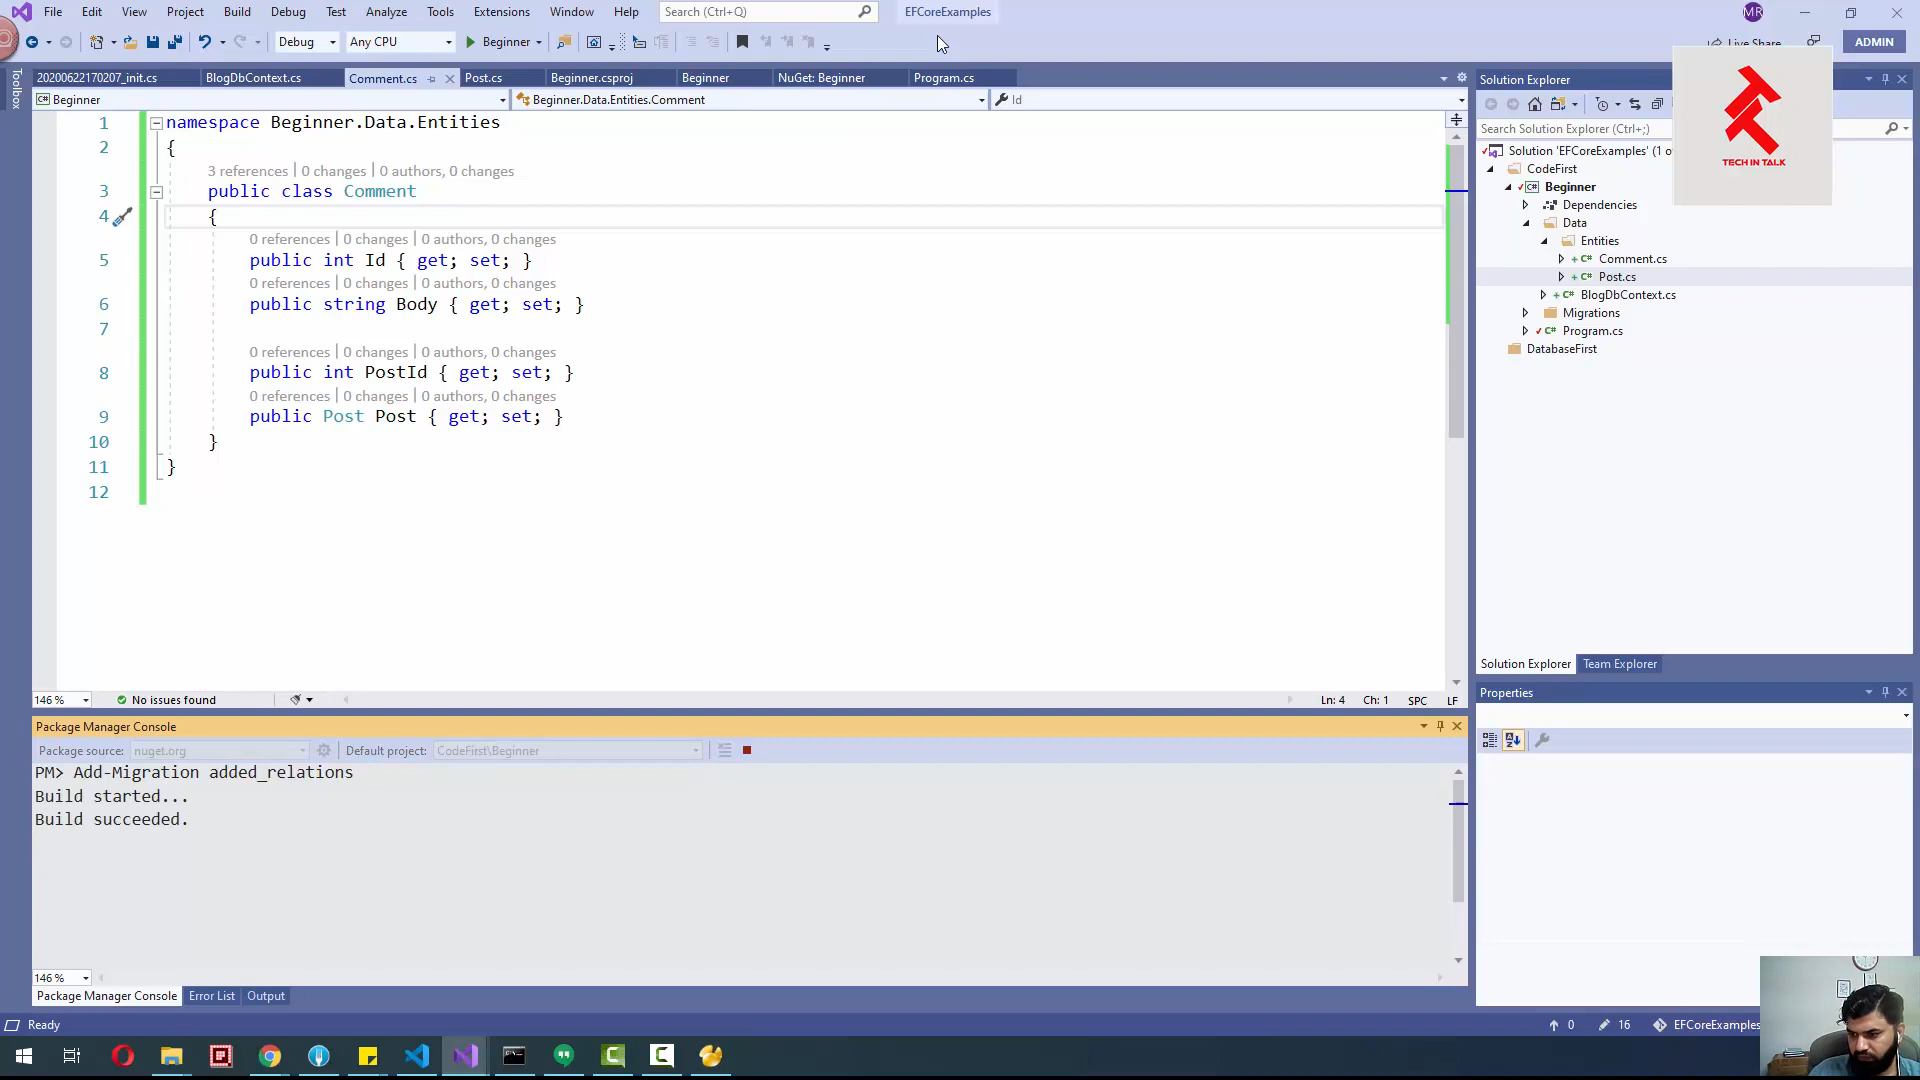 File Edit View Project Build Debug Test Analyze Tools Extensions Window Help Search (Ctrl+Q) EFCoreExamples MR
Debug Any CPU Beginner Live Share ADMIN
Toolbox
20200622170207_init.cs BlogDbContext.cs Comment.cs Post.cs Beginner.csproj Beginner NuGet: Beginner Program.cs
Beginner Beginner.Data.Entities.Comment Id
1 namespace Beginner.Data.Entities
2 {
3 references | 0 changes | 0 authors, 0 changes
3 public class Comment
4 {
0 references | 0 changes | 0 authors, 0 changes
5 public int Id { get; set; }
0 references | 0 changes | 0 authors, 0 changes
6 public string Body { get; set; }
7
0 references | 0 changes | 0 authors, 0 changes
8 public int PostId { get; set; }
0 references | 0 changes | 0 authors, 0 changes
9 public Post Post { get; set; }
10 }
11 }
12
146 % No issues found Ln: 4 Ch: 1 SPC LF
Package Manager Console
Package source: nuget.org Default project: CodeFirst\Beginner
PM> Add-Migration added_relations
Build started...
Build succeeded.
146 %
Package Manager Console Error List Output
Solution Explorer
Search Solution Explorer (Ctrl+;)
Solution 'EFCoreExamples' (1 o
CodeFirst
Beginner
Dependencies
Data
Entities
Comment.cs
Post.cs
BlogDbContext.cs
Migrations
Program.cs
DatabaseFirst
TECH IN TALK
Solution Explorer Team Explorer
Properties
Ready 0 16 EFCoreExamples